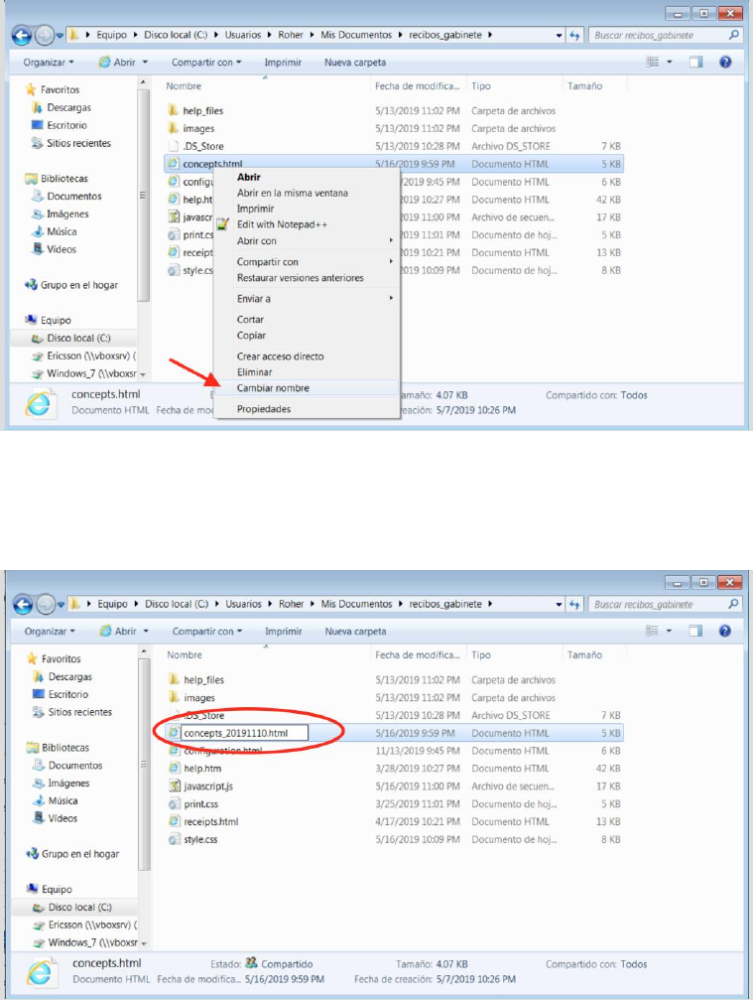 Equipo ▸ Disco local (C:) ▸ Usuarios ▸ Roher ▸ Mis Documentos ▸ recibos_gabinete ▸ Buscar recibos_gabinete
Organizar Abrir Compartir con Imprimir Nueva carpeta
Nombre Fecha de modifica... Tipo Tamaño
Favoritos
Descargas
Escritorio
Sitios recientes
Bibliotecas
Documentos
Imágenes
Música
Vídeos
Grupo en el hogar
Equipo
Disco local (C:)
Ericsson (\\vboxsrv) (
Windows_7 (\\vboxsr
help_files 5/13/2019 11:02 PM Carpeta de archivos
images 5/13/2019 11:02 PM Carpeta de archivos
.DS_Store 5/13/2019 10:28 PM Archivo DS_STORE 7 KB
concepts.html 5/16/2019 9:59 PM Documento HTML 5 KB
configu /2019 9:45 PM Documento HTML 6 KB
help.ht 2019 10:27 PM Documento HTML 42 KB
javascr 2019 11:00 PM Archivo de secuen... 17 KB
print.cs 2019 11:01 PM Documento de hoj... 5 KB
receipt 2019 10:21 PM Documento HTML 13 KB
style.cs 2019 10:09 PM Documento de hoj... 8 KB
Abrir
Abrir en la misma ventana
Imprimir
Edit with Notepad++
Abrir con
Compartir con
Restaurar versiones anteriores
Enviar a
Cortar
Copiar
Crear acceso directo
Eliminar
Cambiar nombre
Propiedades
concepts.html E amaño: 4.07 KB Compartido con: Todos
Documento HTML Fecha de mo reación: 5/7/2019 10:26 PM
Equipo ▸ Disco local (C:) ▸ Usuarios ▸ Roher ▸ Mis Documentos ▸ recibos_gabinete ▸ Buscar recibos_gabinete
Organizar Abrir Compartir con Imprimir Nueva carpeta
Nombre Fecha de modifica... Tipo Tamaño
Favoritos
Descargas
Escritorio
Sitios recientes
Bibliotecas
Documentos
Imágenes
Música
Vídeos
Grupo en el hogar
Equipo
Disco local (C:)
Ericsson (\\vboxsrv) (
Windows_7 (\\vboxsr
help_files 5/13/2019 11:02 PM Carpeta de archivos
images 5/13/2019 11:02 PM Carpeta de archivos
.DS_Store 5/13/2019 10:28 PM Archivo DS_STORE 7 KB
concepts_20191110.html 5/16/2019 9:59 PM Documento HTML 5 KB
configuration.html 11/13/2019 9:45 PM Documento HTML 6 KB
help.htm 3/28/2019 10:27 PM Documento HTML 42 KB
javascript.js 5/16/2019 11:00 PM Archivo de secuen... 17 KB
print.css 3/25/2019 11:01 PM Documento de hoj... 5 KB
receipts.html 4/17/2019 10:21 PM Documento HTML 13 KB
style.css 5/16/2019 10:09 PM Documento de hoj... 8 KB
concepts.html Estado: Compartido Tamaño: 4.07 KB Compartido con: Todos
Documento HTML Fecha de modifica... 5/16/2019 9:59 PM Fecha de creación: 5/7/2019 10:26 PM